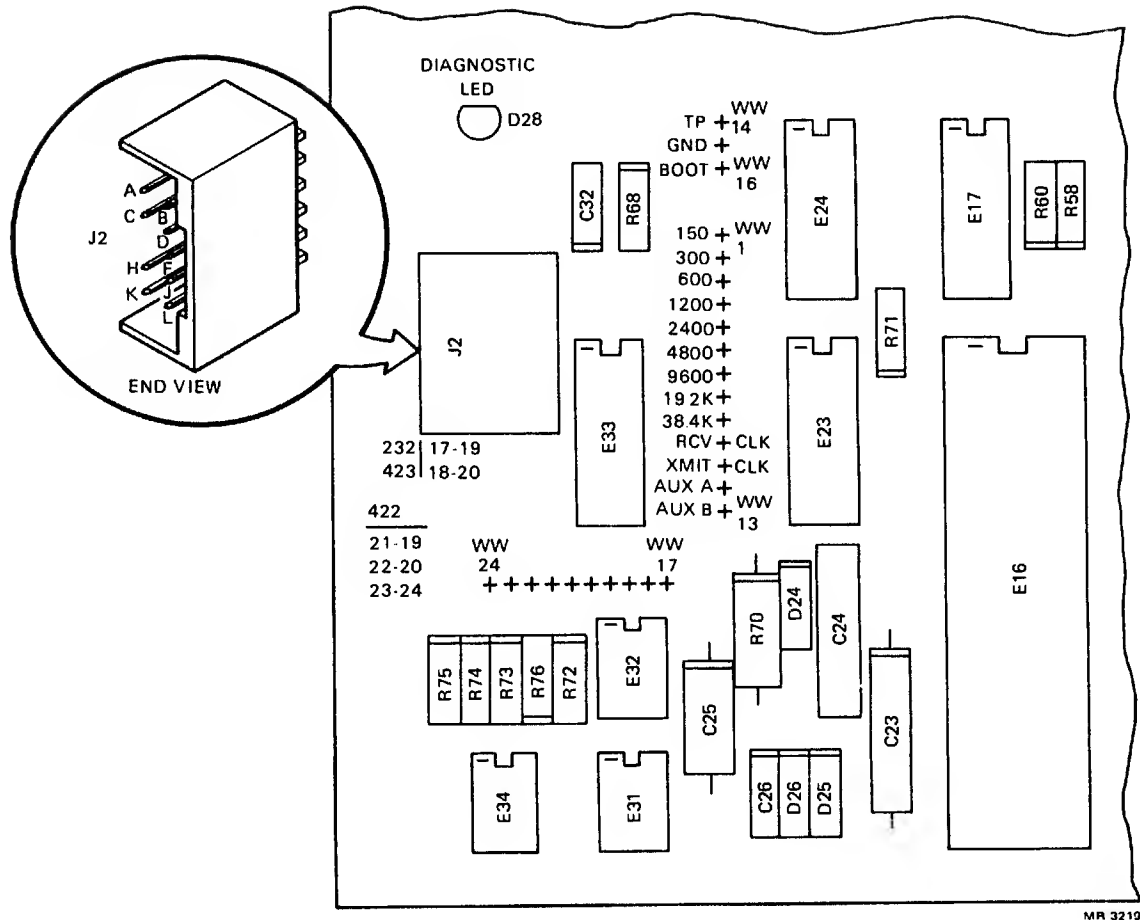 DIAGNOSTIC
LED
D28
TP + WW
14
GND +
BOOT + WW
16
C32
R68
E24
E17
R60
R58
A
C
B
J2
D
H
F
K
J
L
END VIEW
150 + WW
1
300 +
600 +
1200 +
2400 +
4800 +
9600 +
19 2K +
38.4K +
RCV + CLK
XMIT + CLK
AUX A +
AUX B + WW
13
J2
E33
R71
E23
232 17-19
423 18-20
422
21-19
22-20
23-24
WW
24
WW
17
+ + + + + + + + +
E16
R75
R74
R73
R76
R72
E32
C25
R70
D24
C24
C23
E34
E31
C26
D26
D25
MR 3219